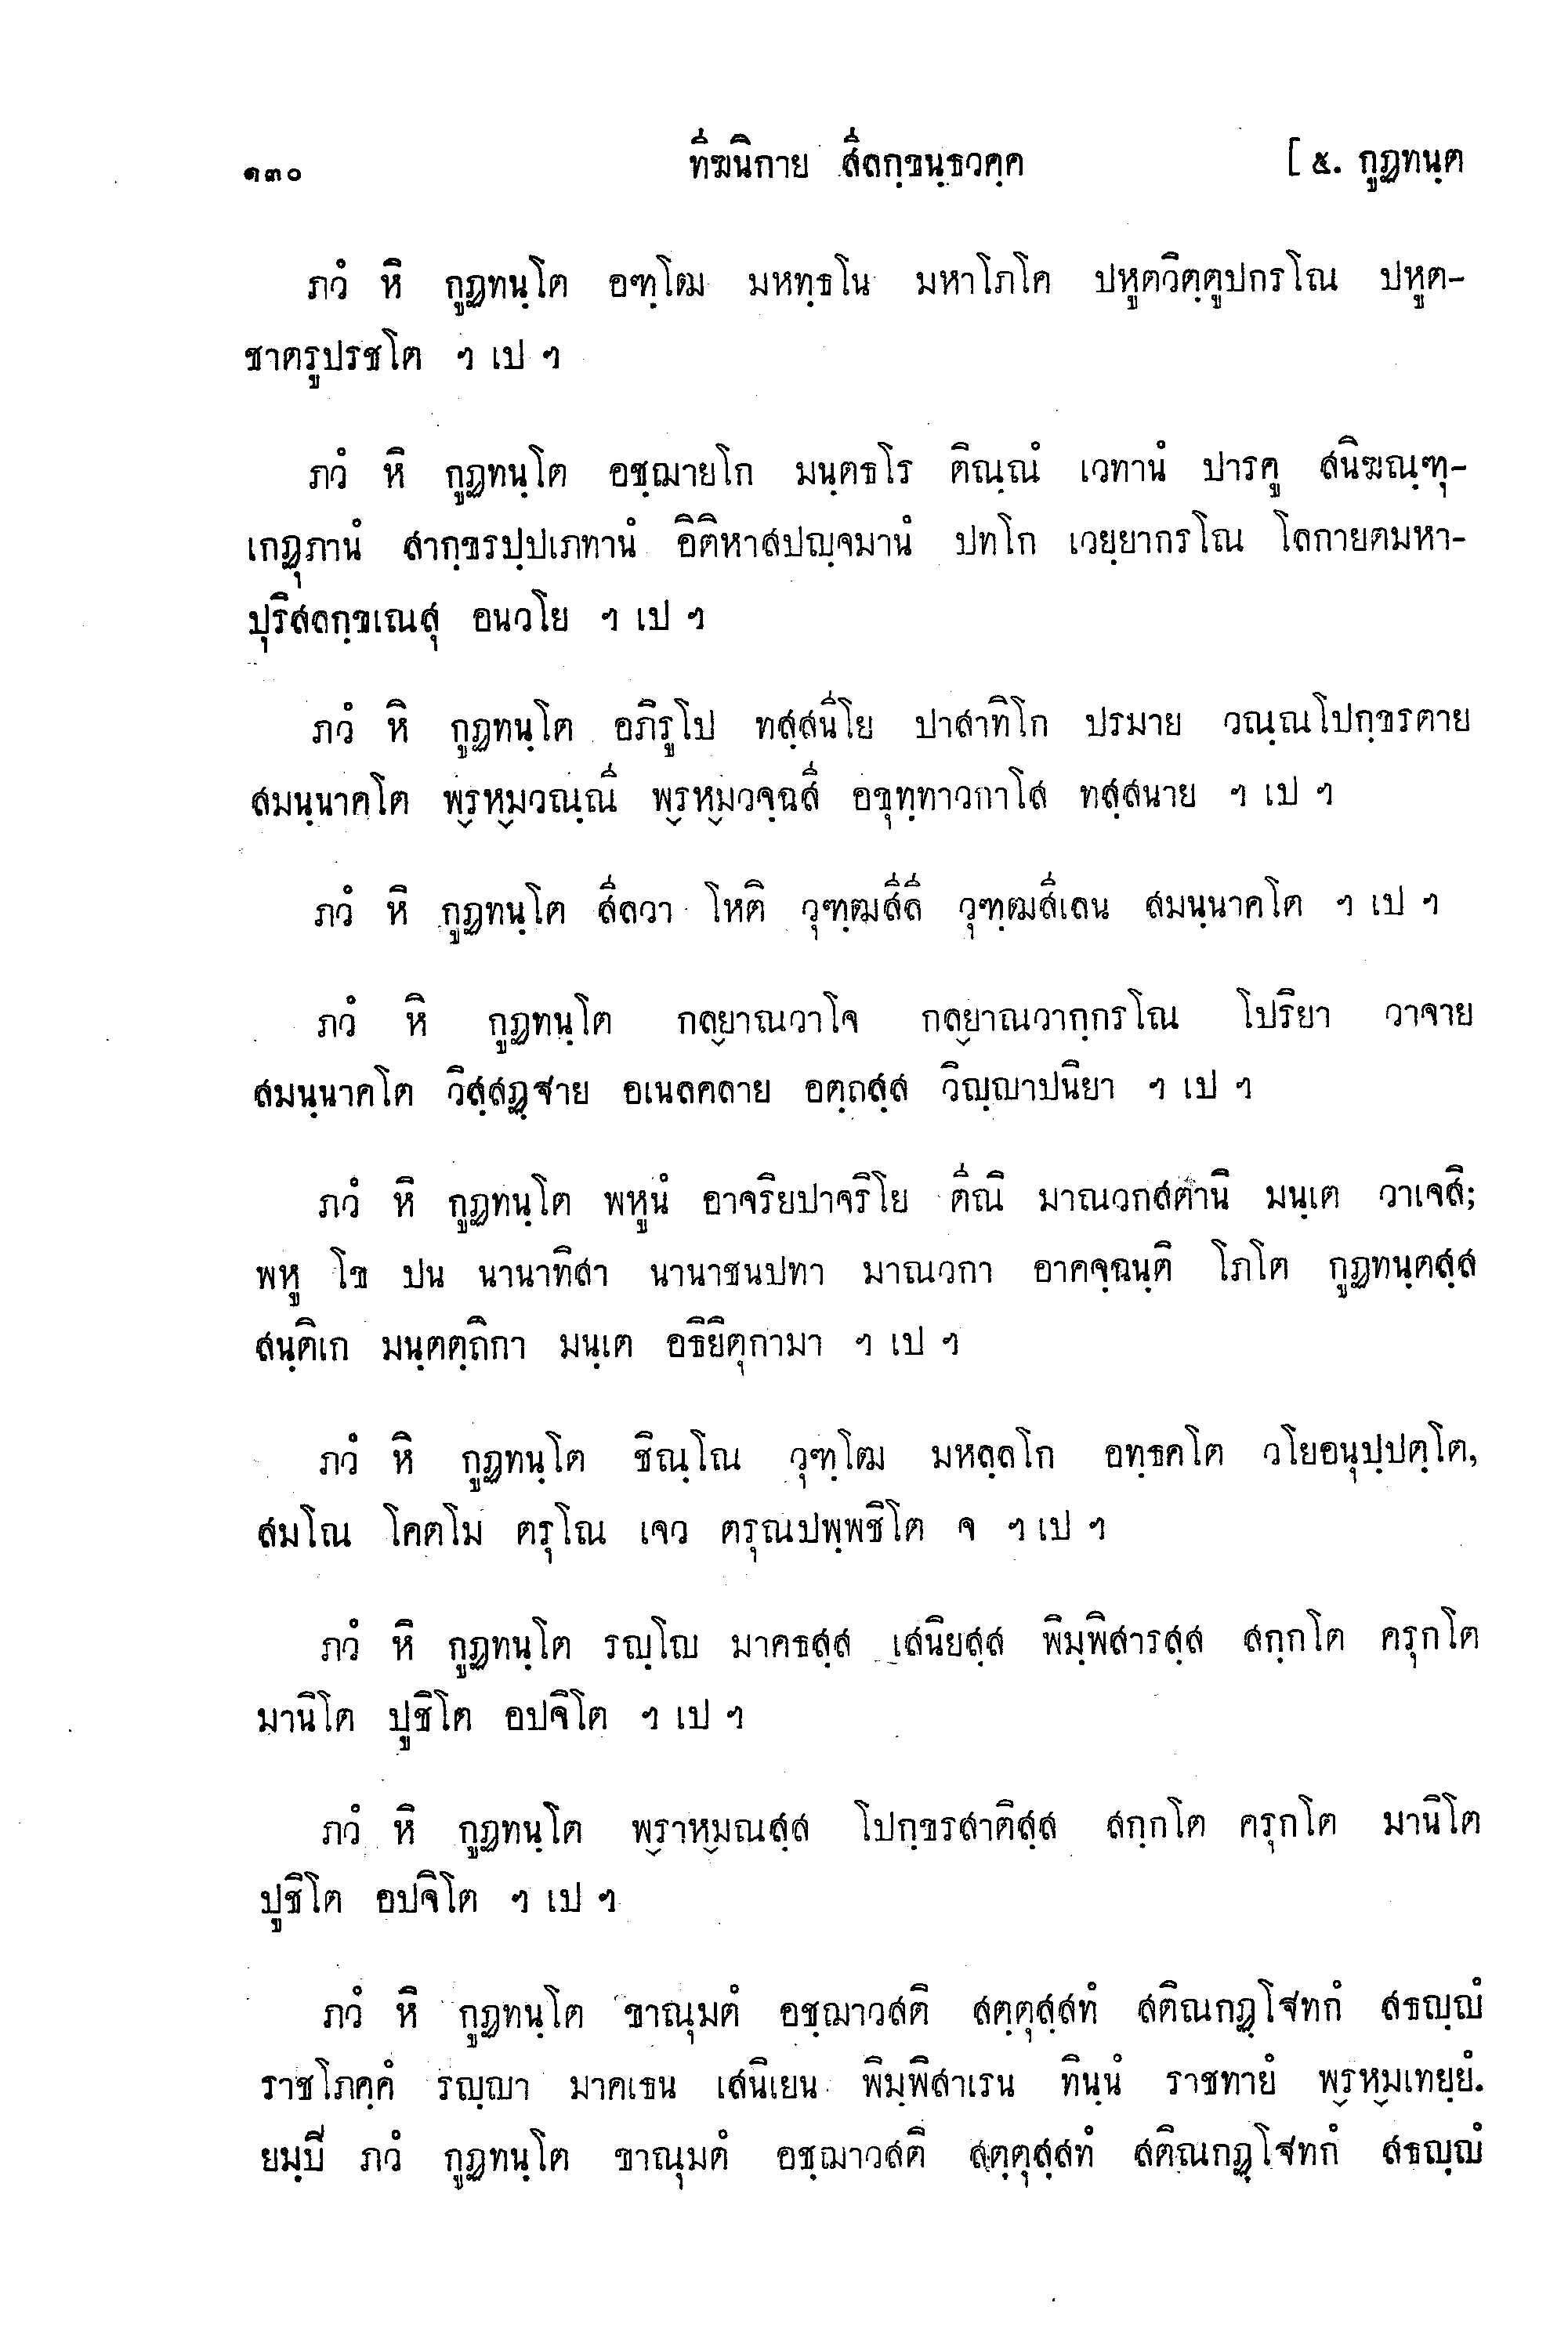 ๑๓๐ ทีฆนิกาย สีลกฺขนฺธวคฺค [ ๕. กูฏทนฺต
ภวํ หิ กูฏทนฺโต อฑฺโฒ มหทฺธโน มหาโภโค ปหูตวิตฺตูปกรโณ ปหูต-
ชาตรูปรชโต ฯ เป ฯ
ภวํ หิ กูฏทนฺโต อชฺฌายโก มนฺตธโร ติณฺณํ เวทานํ ปารคู สนิฆณฺฑุ-
เกฏุภานํ สากฺขรปฺปเภทานํ อิติหาสปญฺจมานํ ปทโก เวยฺยากรโณ โลกายตมหา-
ปุริสลกฺขเณสุ อนวโย ฯ เป ฯ
ภวํ หิ กูฏทนฺโต อภิรูโป ทสฺสนีโย ปาสาทิโก ปรมาย วณฺณโปกฺขรตาย
สมนฺนาคโต พฺรหฺมวณฺณี พฺรหฺมวจฺฉสี อขุทฺทาวกาโส ทสฺสนาย ฯ เป ฯ
ภวํ หิ กูฏทนฺโต สีลวา โหติ วุฑฺฒสีลี วุฑฺฒสีเลน สมนฺนาคโต ฯ เป ฯ
ภวํ หิ กูฏทนฺโต กลฺยาณวาโจ กลฺยาณวากฺกรโณ โปริยา วาจาย
สมนฺนาคโต วิสฺสฏฺฐาย อเนลคลาย อตฺถสฺส วิญฺญาปนิยา ฯ เป ฯ
ภวํ หิ กูฏทนฺโต พหูนํ อาจริยปาจริโย ตีณิ มาณวกสตานิ มนฺเต วาเจสิ;
พหู โข ปน นานาทิสา นานาชนปทา มาณวกา อาคจฺฉนฺติ โภโต กูฏทนฺตสฺส
สนฺติเก มนฺตตฺถิกา มนฺเต อธิยิตุกามา ฯ เป ฯ
ภวํ หิ กูฏทนฺโต ชิณฺโณ วุฑฺโฒ มหลฺลโก อทฺธคโต วโยอนุปฺปตฺโต,
สมโณ โคตโม ตรุโณ เจว ตรุณปพฺพชิโต จ ฯ เป ฯ
ภวํ หิ กูฏทนฺโต รญฺโญ มาคธสฺส เสนิยสฺส พิมฺพิสารสฺส สกฺกโต ครุกโต
มานิโต ปูชิโต อปจิโต ฯ เป ฯ
ภวํ หิ กูฏทนฺโต พฺราหฺมณสฺส โปกฺขรสาติสฺส สกฺกโต ครุกโต มานิโต
ปูชิโต อปจิโต ฯ เป ฯ
ภวํ หิ กูฏทนฺโต ขาณุมตํ อชฺฌาวสติ สตฺตุสฺสทํ สติณกฏฺโฐทกํ สธญฺญํ
ราชโภคฺคํ รญฺญา มาคเธน เสนิเยน พิมฺพิสาเรน ทินฺนํ ราชทายํ พฺรหฺมเทยฺยํ.
ยมฺปี ภวํ กูฏทนฺโต ขาณุมตํ อชฺฌาวสติ สตฺตุสฺสทํ สติณกฏฺโฐทกํ สธญฺญํ